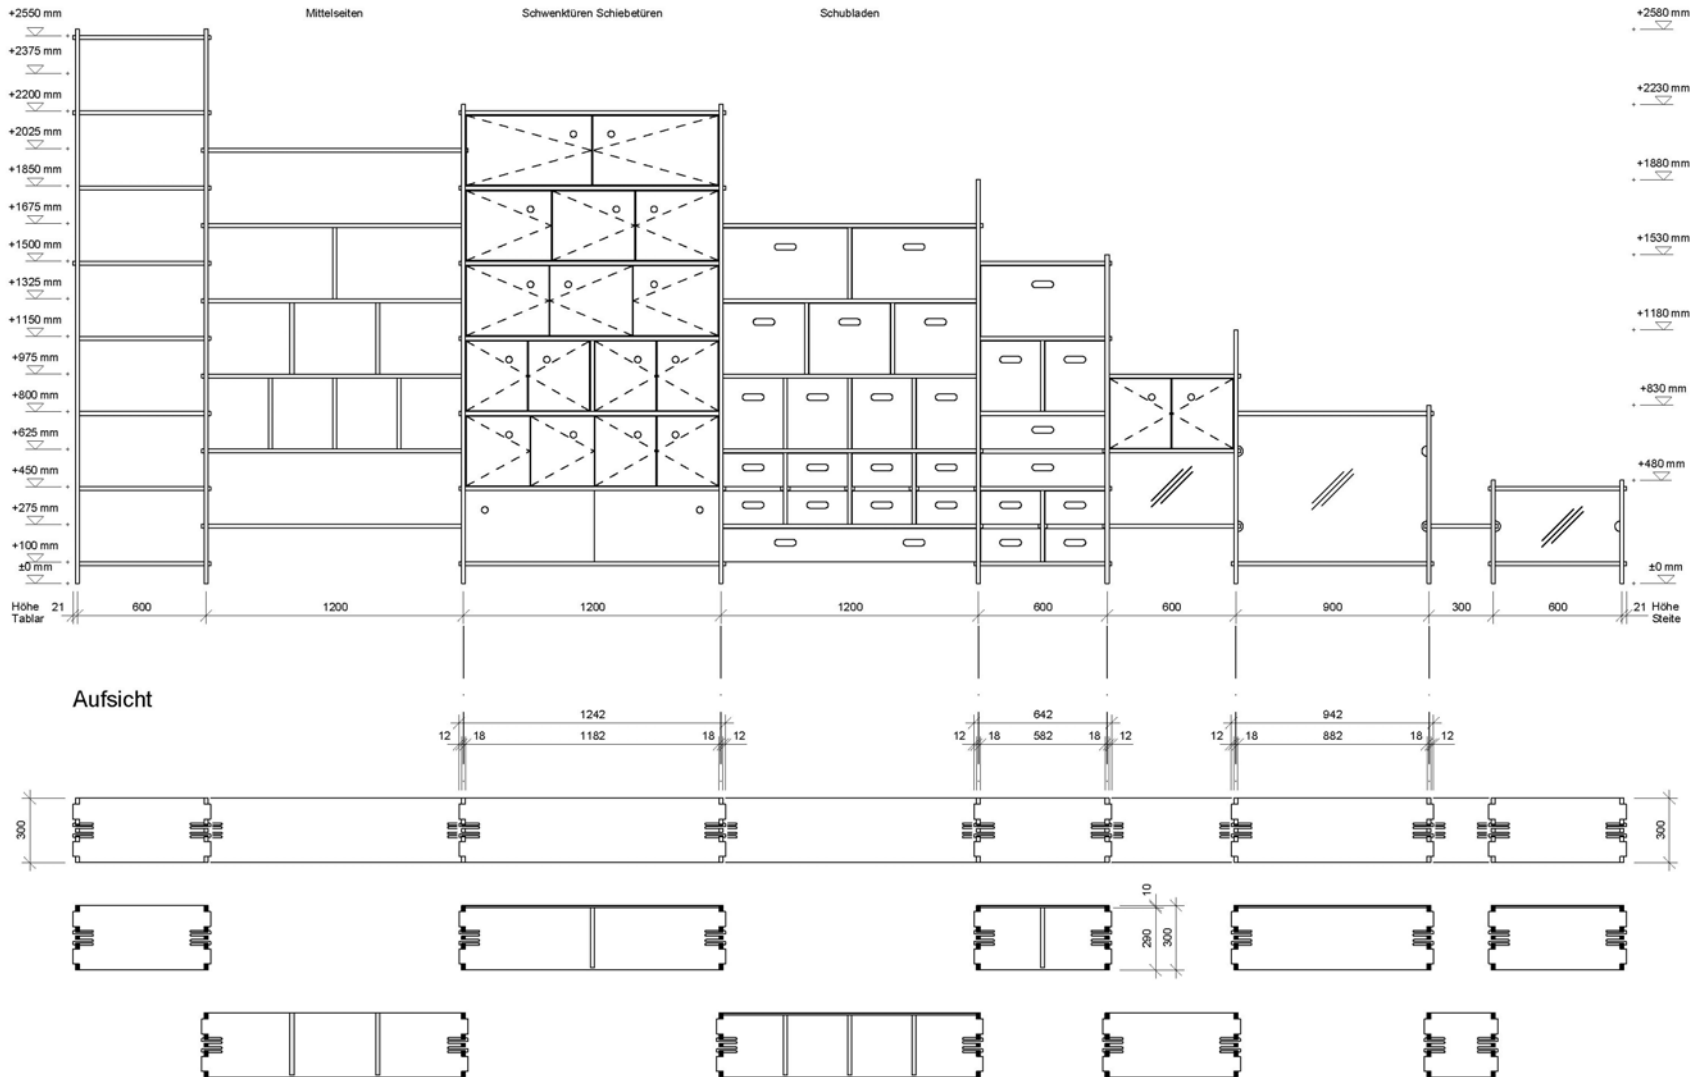 +2550 mm
Mittelseiten
Schwenktüren Schiebetüren
Schubladen
+2580 mm
+2375 mm
+2200 mm
+2230 mm
+2025 mm
+1850 mm
+1880 mm
+1675 mm
+1500 mm
+1530 mm
+1325 mm
+1150 mm
+1180 mm
+975 mm
+800 mm
+830 mm
+625 mm
+450 mm
+480 mm
+275 mm
+100 mm
±0 mm
±0 mm
Höhe 21 600 1200 1200 1200 600 600 900 300 600 21 Höhe
Tablar
Steite
Aufsicht
1242 642 942
12 18 1182 18 12 12 18 582 18 12 12 18 882 18 12
300
300
10
290
300